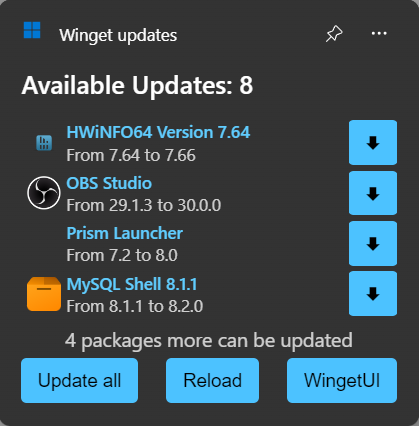 Winget updates
Available Updates: 8
HWiNFO64 Version 7.64
From 7.64 to 7.66
OBS Studio
From 29.1.3 to 30.0.0
Prism Launcher
From 7.2 to 8.0
MySQL Shell 8.1.1
From 8.1.1 to 8.2.0
4 packages more can be updated
Update all
Reload
WingetUI